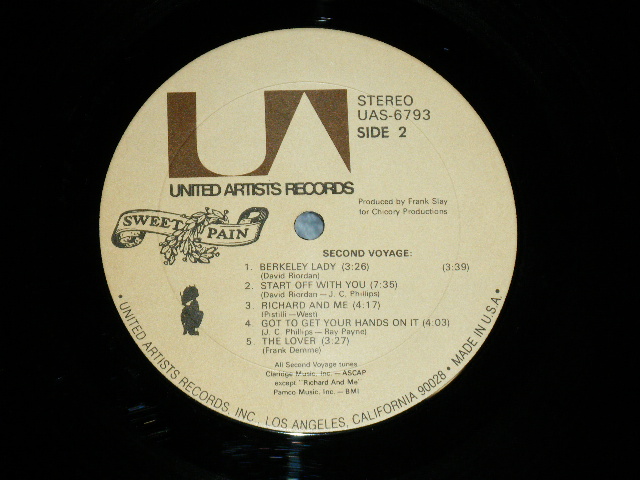 UA
STEREO
UAS-6793
SIDE 2
UNITED ARTISTS RECORDS
Produced by Frank Slay
for Chicory Productions
SWEET PAIN
SECOND VOYAGE:
1. BERKELEY LADY (3:26) (3:39)
(David Riordan)
2. START OFF WITH YOU (7:35)
(David Riordan — J. C. Phillips)
3. RICHARD AND ME (4:17)
(Pistilli — West)
4. GOT TO GET YOUR HANDS ON IT (4:03)
(J. C. Phillips — Ray Payne)
5. THE LOVER (3:27)
(Frank Demme)
All Second Voyage tunes
Claridge Music, Inc. — ASCAP
except "Richard And Me"
Pamco Music, Inc. — BMI
• UNITED ARTISTS RECORDS, INC., LOS ANGELES, CALIFORNIA 90028 • MADE IN U.S.A •